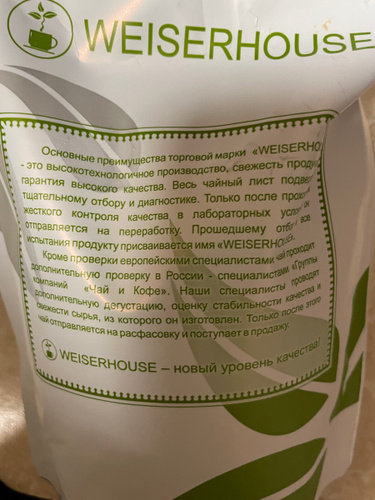 WEISERHOUSE
Основные преимущества торговой марки «WEISERHO
- это высокотехнологичное производство, свежесть проду
гарантия высокого качества. Весь чайный лист подве
тщательному отбору и диагностике. Только после прохо
жесткого контроля качества в лабораторных усло
отправляется на переработку. Прошедшему отбо все
испытания продукту присваивается имя «WEISERHOUS».
Кроме проверки европейскими специалистами, чай проходит
дополнительную проверку в России - специалистами «Группы
компаний «Чай и Кофе». Наши специалисты проводят
дополнительную дегустацию, оценку стабильности качества и
свежести сырья, из которого он изготовлен. Только после этого
чай отправляется на расфасовку и поступает в продажу.
WEISERHOUSE – новый уровень качества!